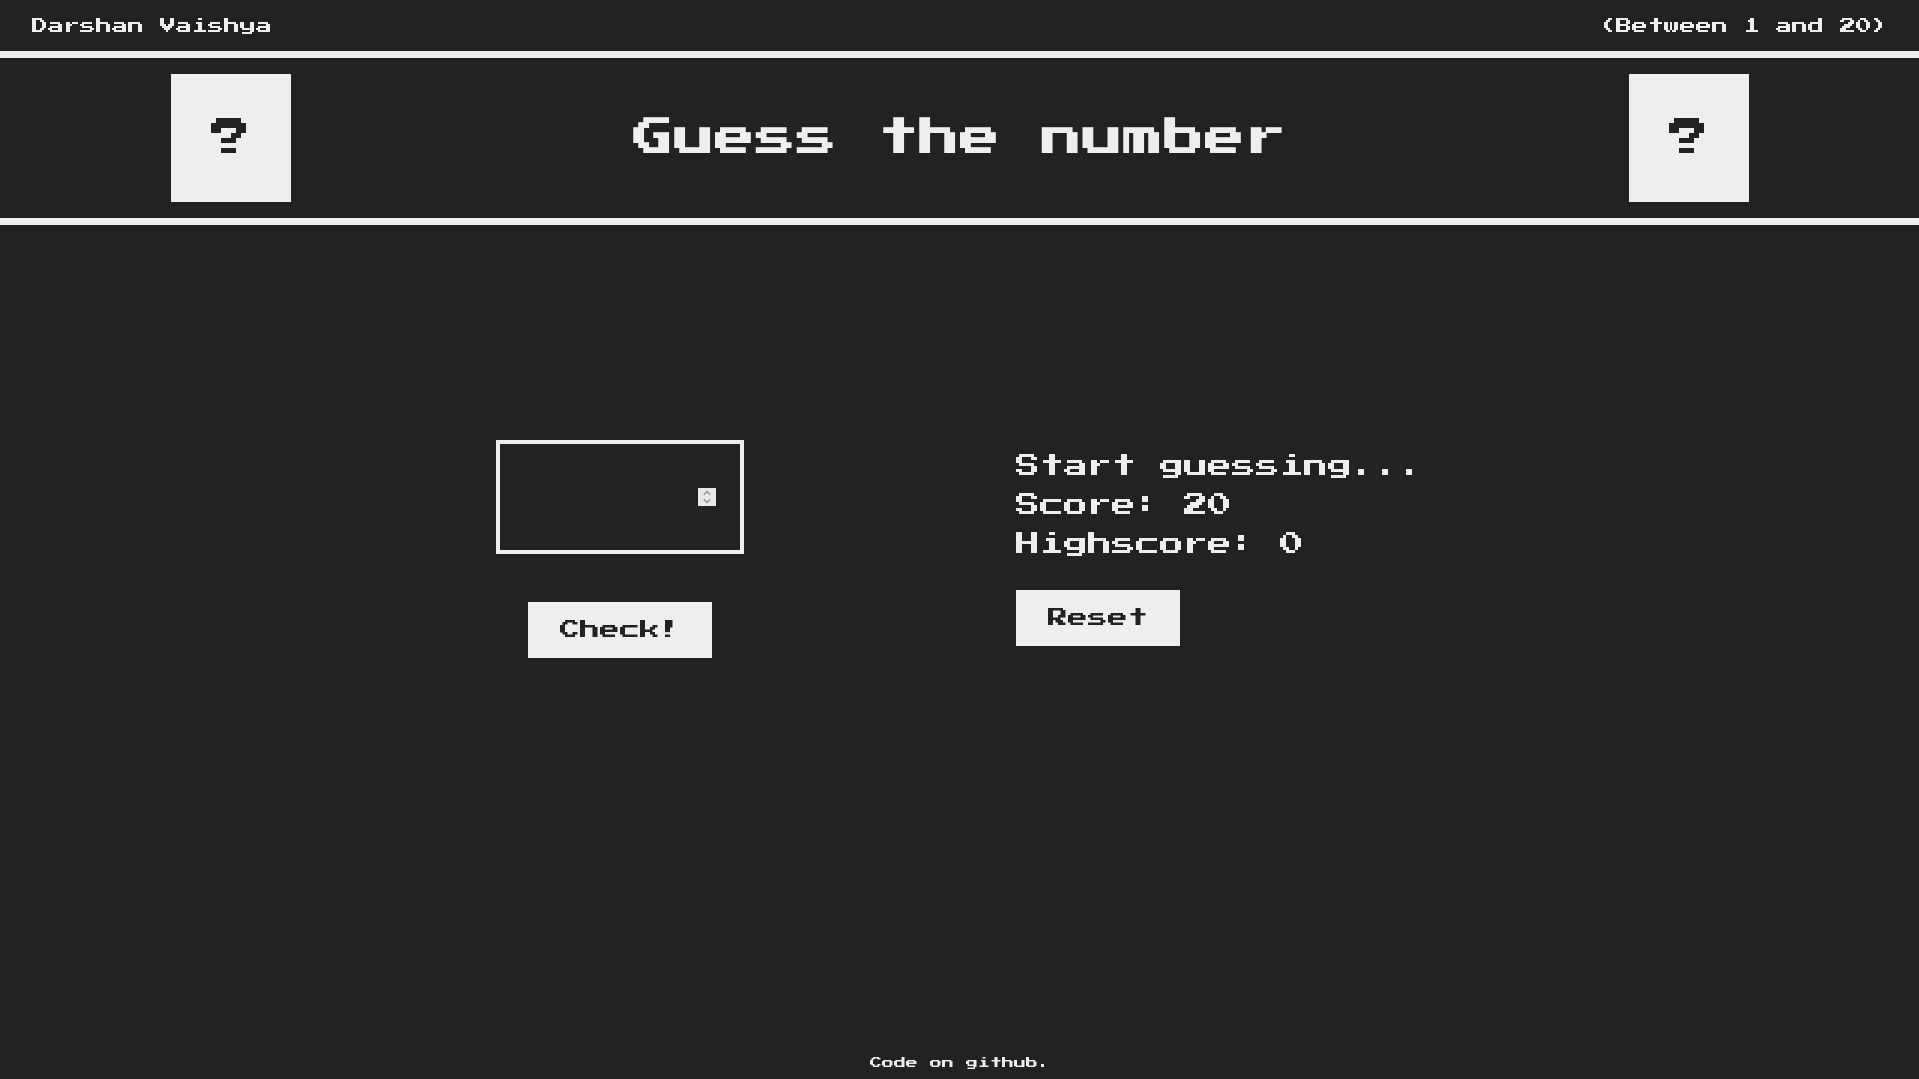 Darshan Vaishya
(Between 1 and 20)
?
Guess the number
?
Start guessing...
Score: 20
Highscore: 0
Check!
Reset
Code on github.